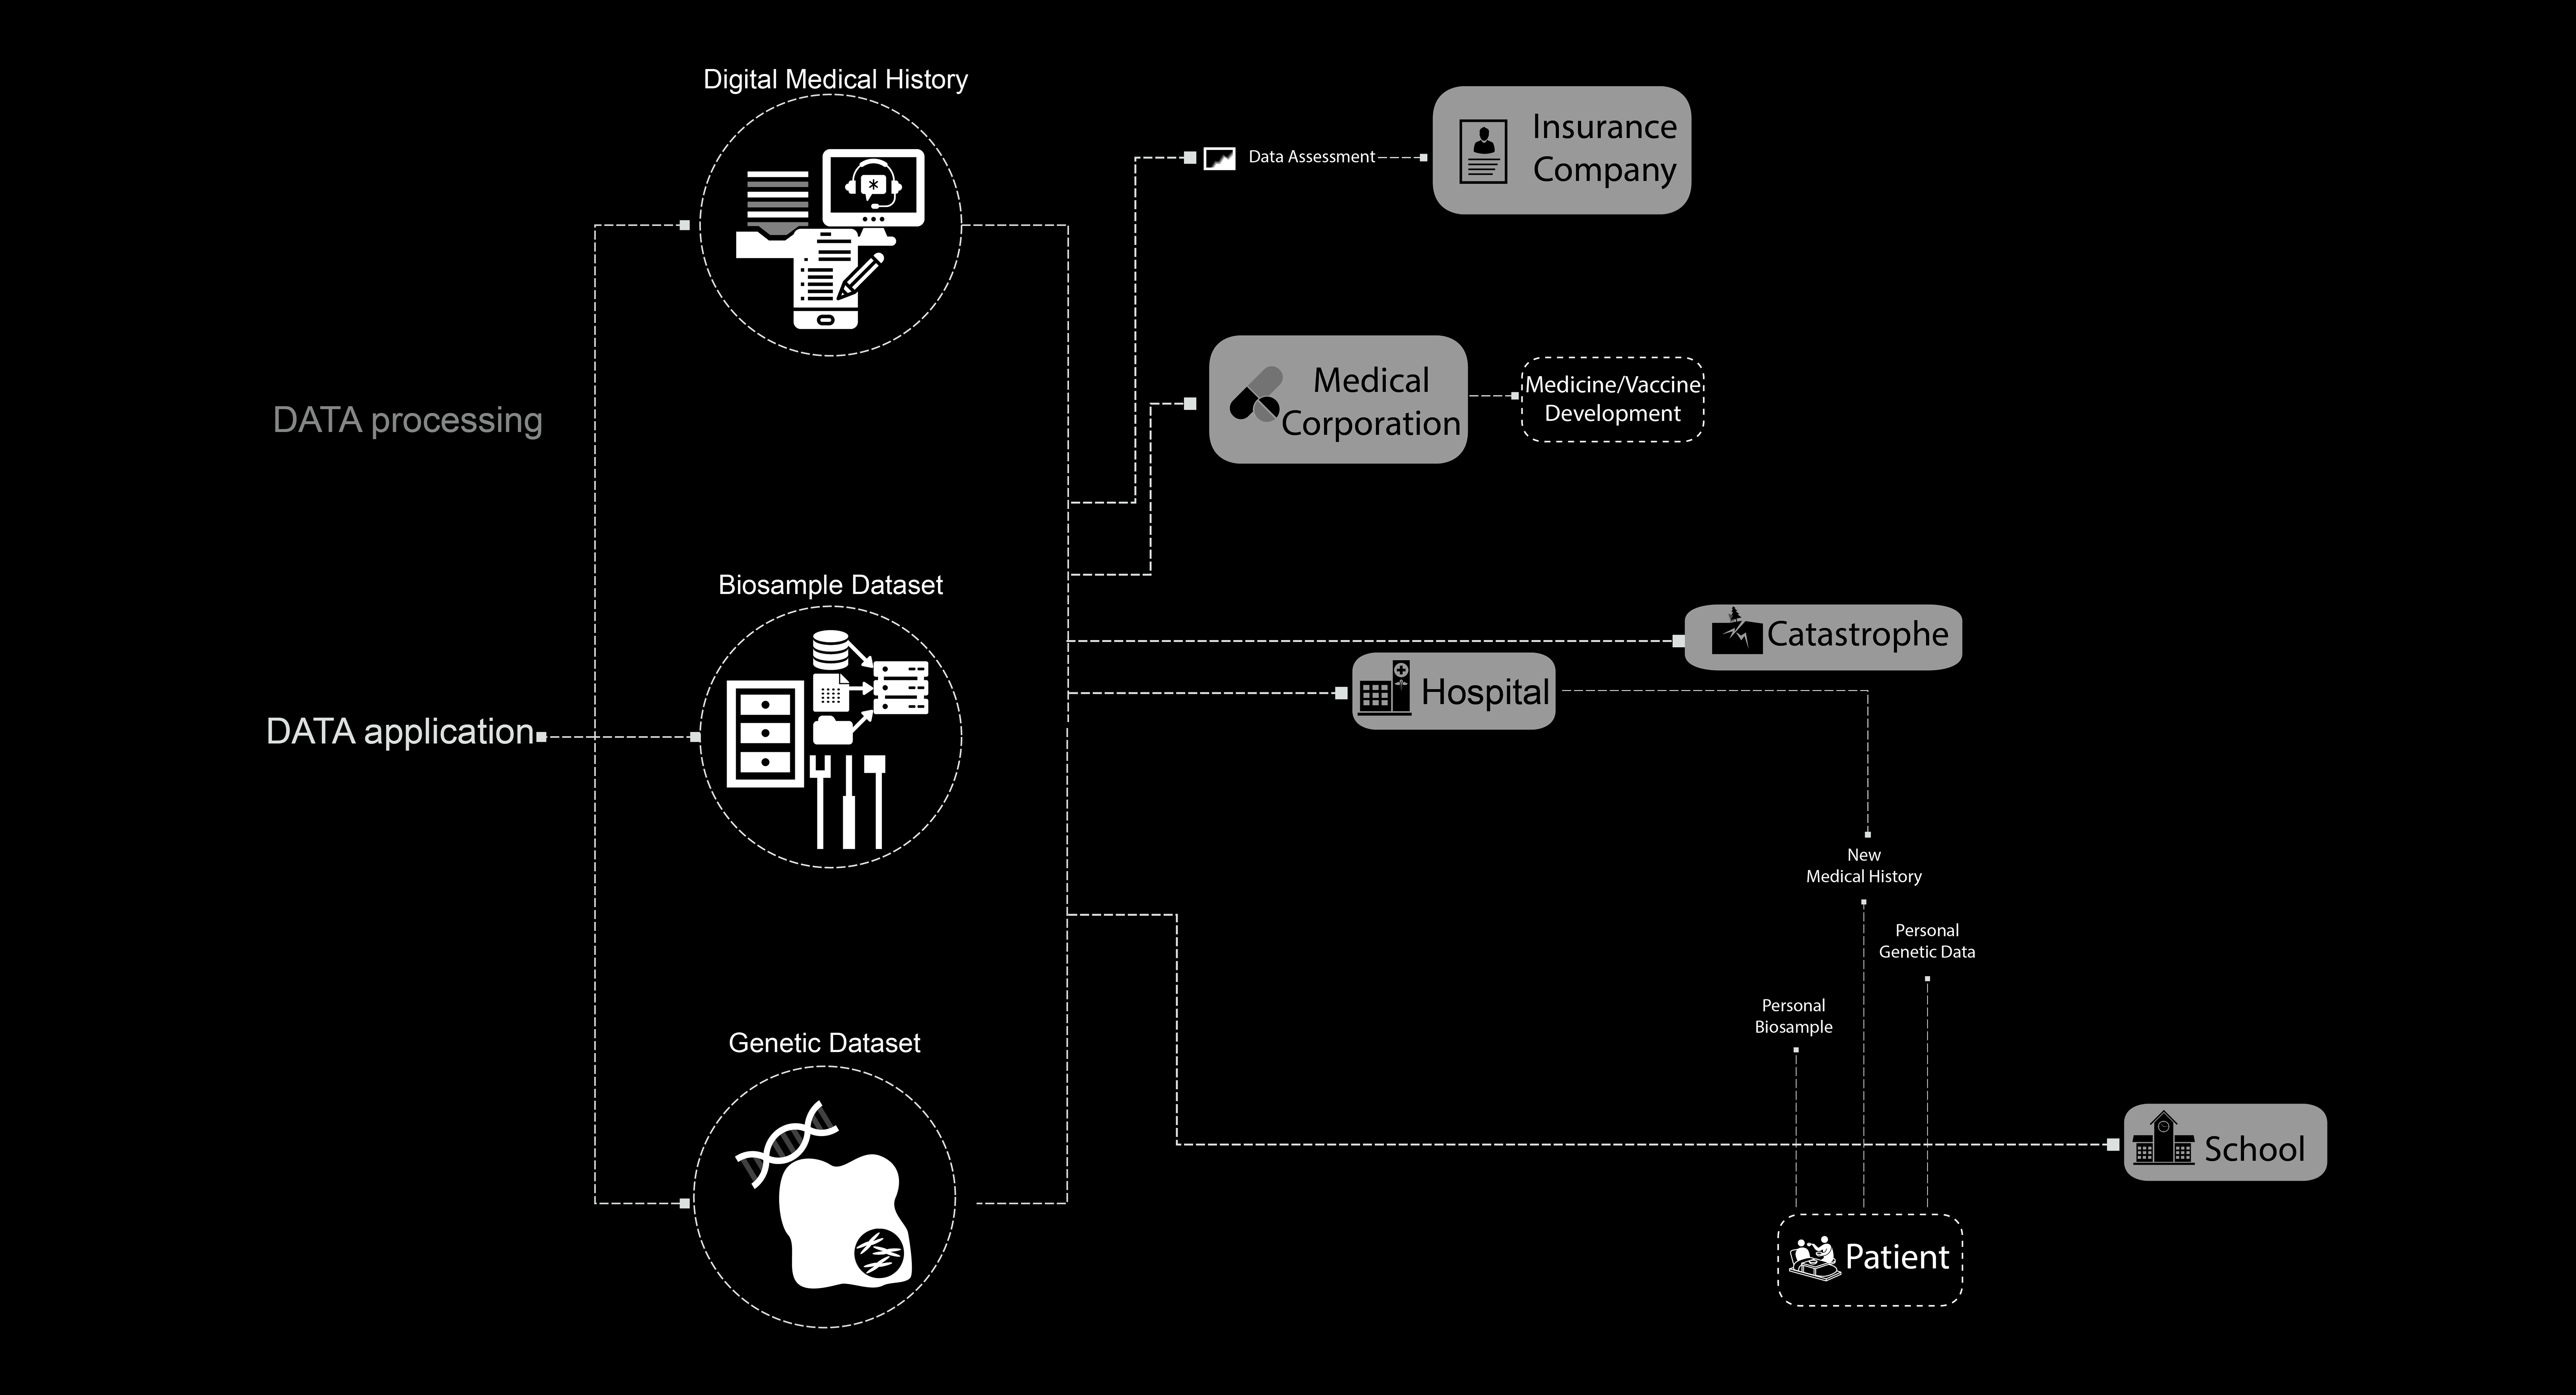 Digital Medical History
Insurance
Company
Data Assessment
Medical
Corporation
Medicine/Vaccine
Development
DATA processing
Biosample Dataset
Catastrophe
Hospital
DATA application
New
Medical History
Personal
Genetic Data
Personal
Biosample
Genetic Dataset
School
Patient